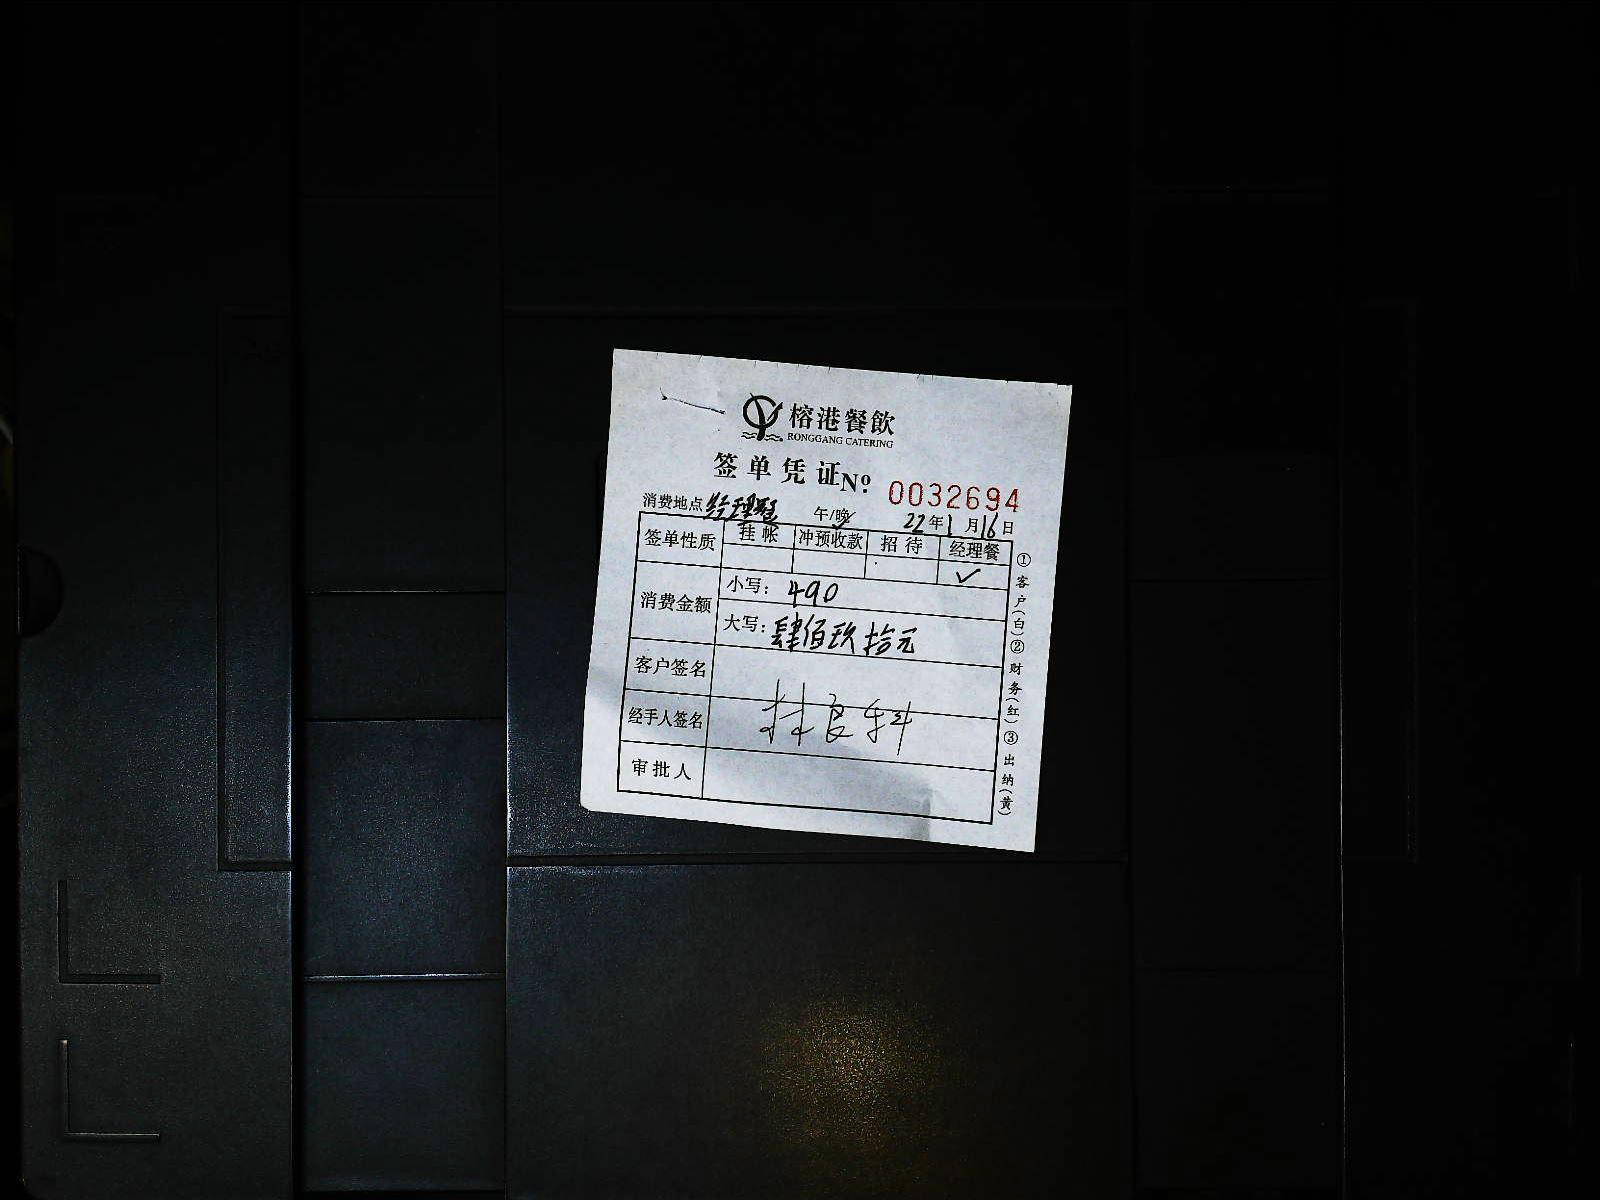 榕港餐飲
RONGGANG CATERING
签单凭证 Nº 0032694
消费地点 经理餐 午/晚 22年1月16日
签单性质 挂帐 冲预收款 招待 经理餐
✓
消费金额 小写：490
大写：肆佰玖拾元
客户签名
经手人签名 林良科
审批人
①客户(白)②财务(红)③出纳(黄)